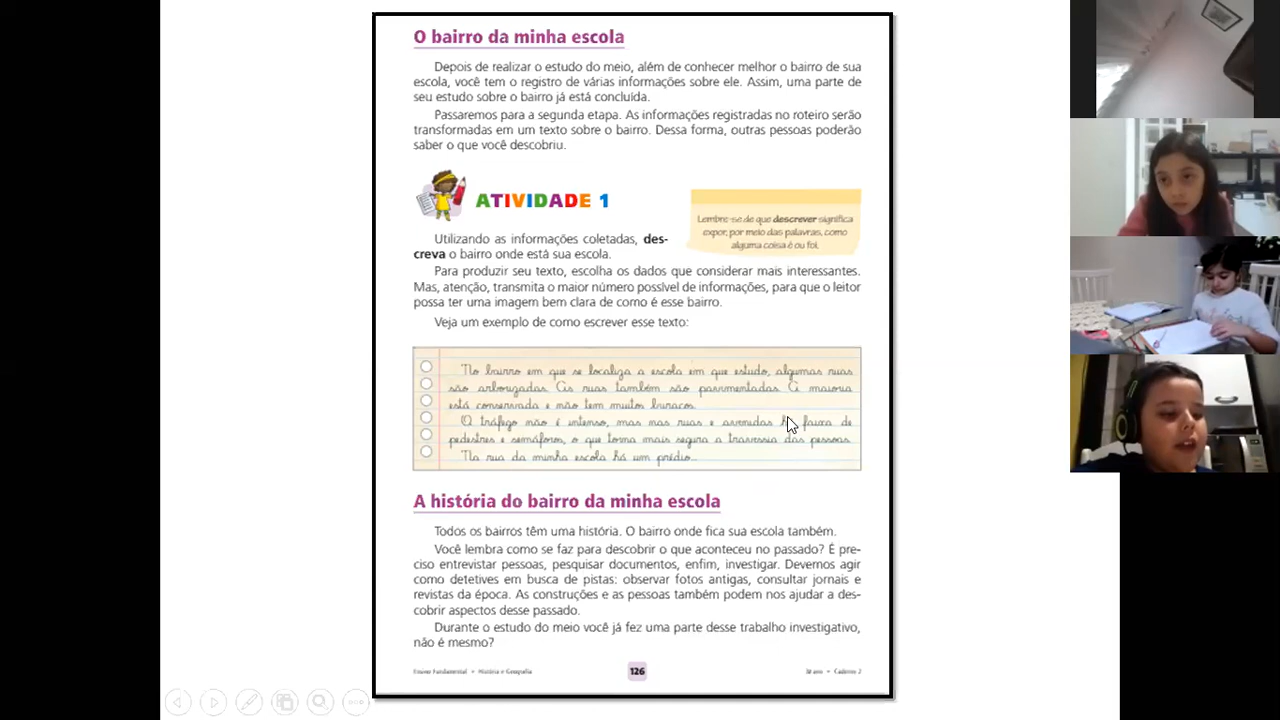 O bairro da minha escola
Depois de realizar o estudo do meio, além de conhecer melhor o bairro de sua
escola, você tem o registro de várias informações sobre ele. Assim, uma parte de
seu estudo sobre o bairro já está concluída.
Passaremos para a segunda etapa. As informações registradas no roteiro serão
transformadas em um texto sobre o bairro. Dessa forma, outras pessoas poderão
saber o que você descobriu.
ATIVIDADE 1
Lembre-se de que descrever significa
expor, por meio das palavras, como
alguma coisa é ou foi.
Utilizando as informações coletadas, des-
creva o bairro onde está sua escola.
Para produzir seu texto, escolha os dados que considerar mais interessantes.
Mas, atenção, transmita o maior número possível de informações, para que o leitor
possa ter uma imagem bem clara de como é esse bairro.
Veja um exemplo de como escrever esse texto:
No bairro em que se localiza a escola em que estudo, algumas ruas
são arborizadas. As ruas também são pavimentadas. A maioria
está conservada e não tem muitos buracos.
O tráfego não é intenso, mas nas ruas e avenidas há faixa de
pedestres e semáforos, o que torna mais segura a travessia das pessoas.
Na rua da minha escola há um prédio...
A história do bairro da minha escola
Todos os bairros têm uma história. O bairro onde fica sua escola também.
Você lembra como se faz para descobrir o que aconteceu no passado? É pre-
ciso entrevistar pessoas, pesquisar documentos, enfim, investigar. Devemos agir
como detetives em busca de pistas: observar fotos antigas, consultar jornais e
revistas da época. As construções e as pessoas também podem nos ajudar a des-
cobrir aspectos desse passado.
Durante o estudo do meio você já fez uma parte desse trabalho investigativo,
não é mesmo?
Ensino Fundamental • História e Geografia
126
ano • Caderno 2